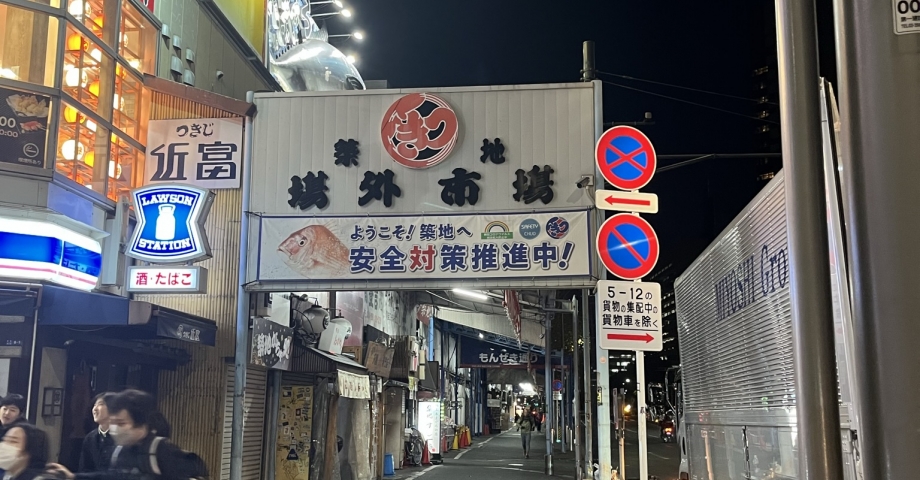 つきじ
近富
LAWSON
STATION
酒・たばこ
築地
場外市場
ようこそ!築地へ
安全対策推進中!
もんぜき通り
5-12の
貨物の集配中の
貨物車を除く